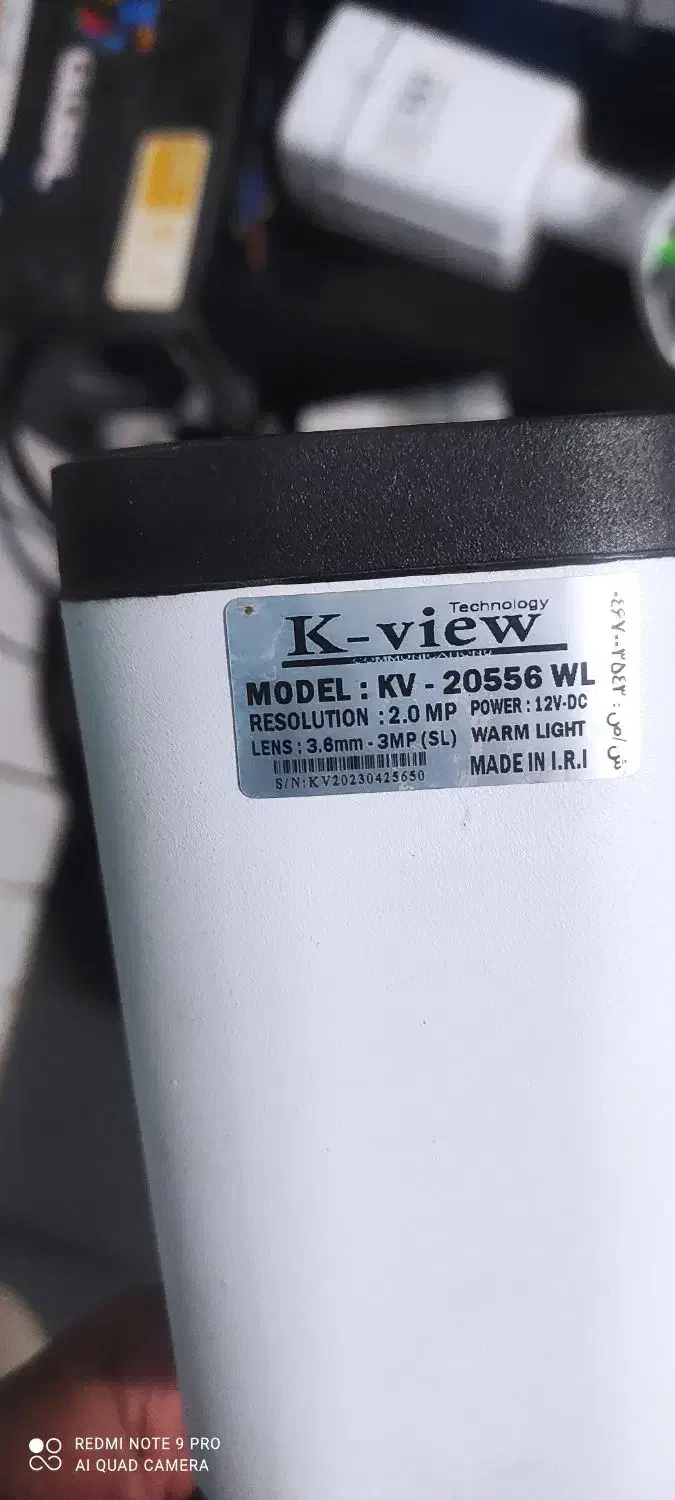 Technology
K-view
MODEL : KV - 20556 WL
RESOLUTION : 2.0 MP
POWER : 12V-DC
LENS : 3.6mm - 3MP (SL)
WARM LIGHT
S/N:KV20230425650
MADE IN I.R.I
REDMI NOTE 9 PRO
AI QUAD CAMERA